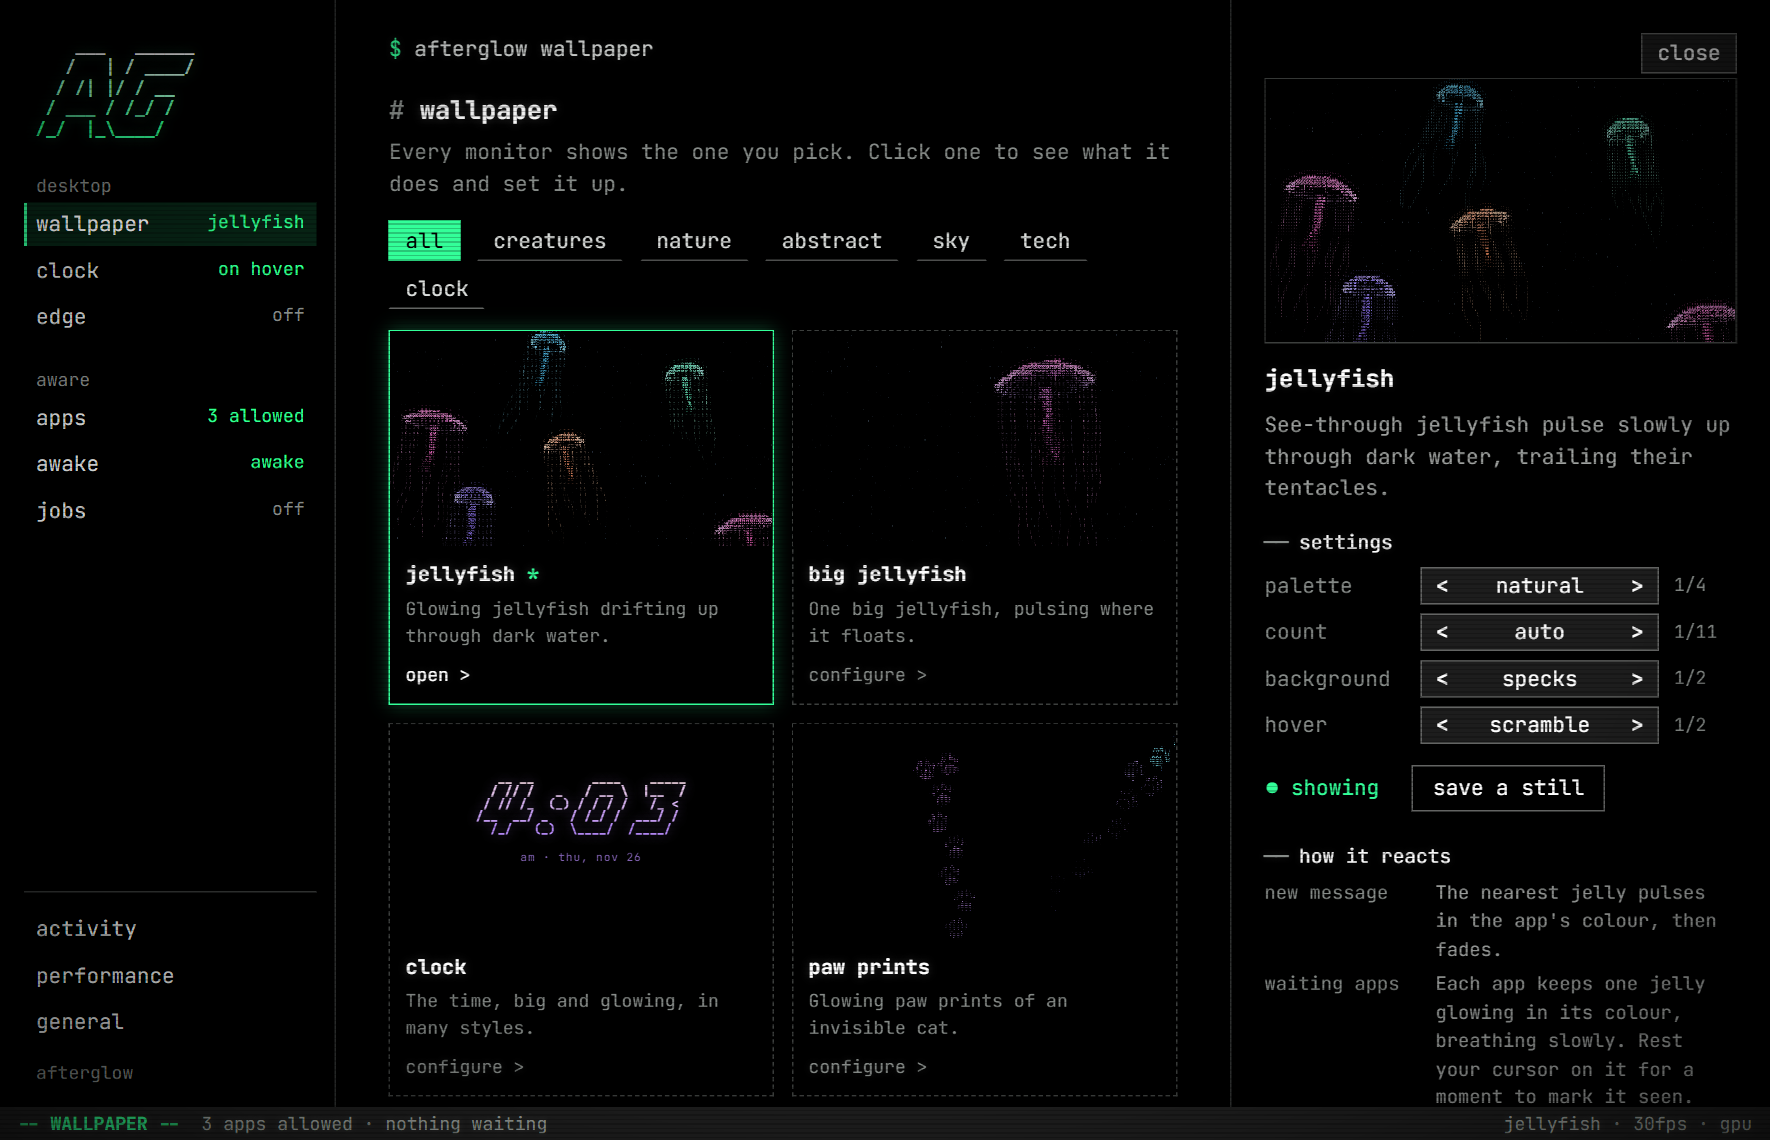 AG
desktop
wallpaper jellyfish
clock on hover
edge off
aware
apps 3 allowed
awake awake
jobs off
activity
performance
general
afterglow
$ afterglow wallpaper
# wallpaper
Every monitor shows the one you pick. Click one to see what it
does and set it up.
all creatures nature abstract sky tech
clock
jellyfish *
Glowing jellyfish drifting up
through dark water.
open >
big jellyfish
One big jellyfish, pulsing where
it floats.
configure >
4:03
am · thu, nov 26
clock
The time, big and glowing, in
many styles.
configure >
paw prints
Glowing paw prints of an
invisible cat.
configure >
close
jellyfish
See-through jellyfish pulse slowly up
through dark water, trailing their
tentacles.
── settings
palette < natural > 1/4
count < auto > 1/11
background < specks > 1/2
hover < scramble > 1/2
● showing save a still
── how it reacts
new message The nearest jelly pulses
in the app's colour, then
fades.
waiting apps Each app keeps one jelly
glowing in its colour,
breathing slowly. Rest
your cursor on it for a
moment to mark it seen.
-- WALLPAPER -- 3 apps allowed · nothing waiting
jellyfish · 30fps · gpu